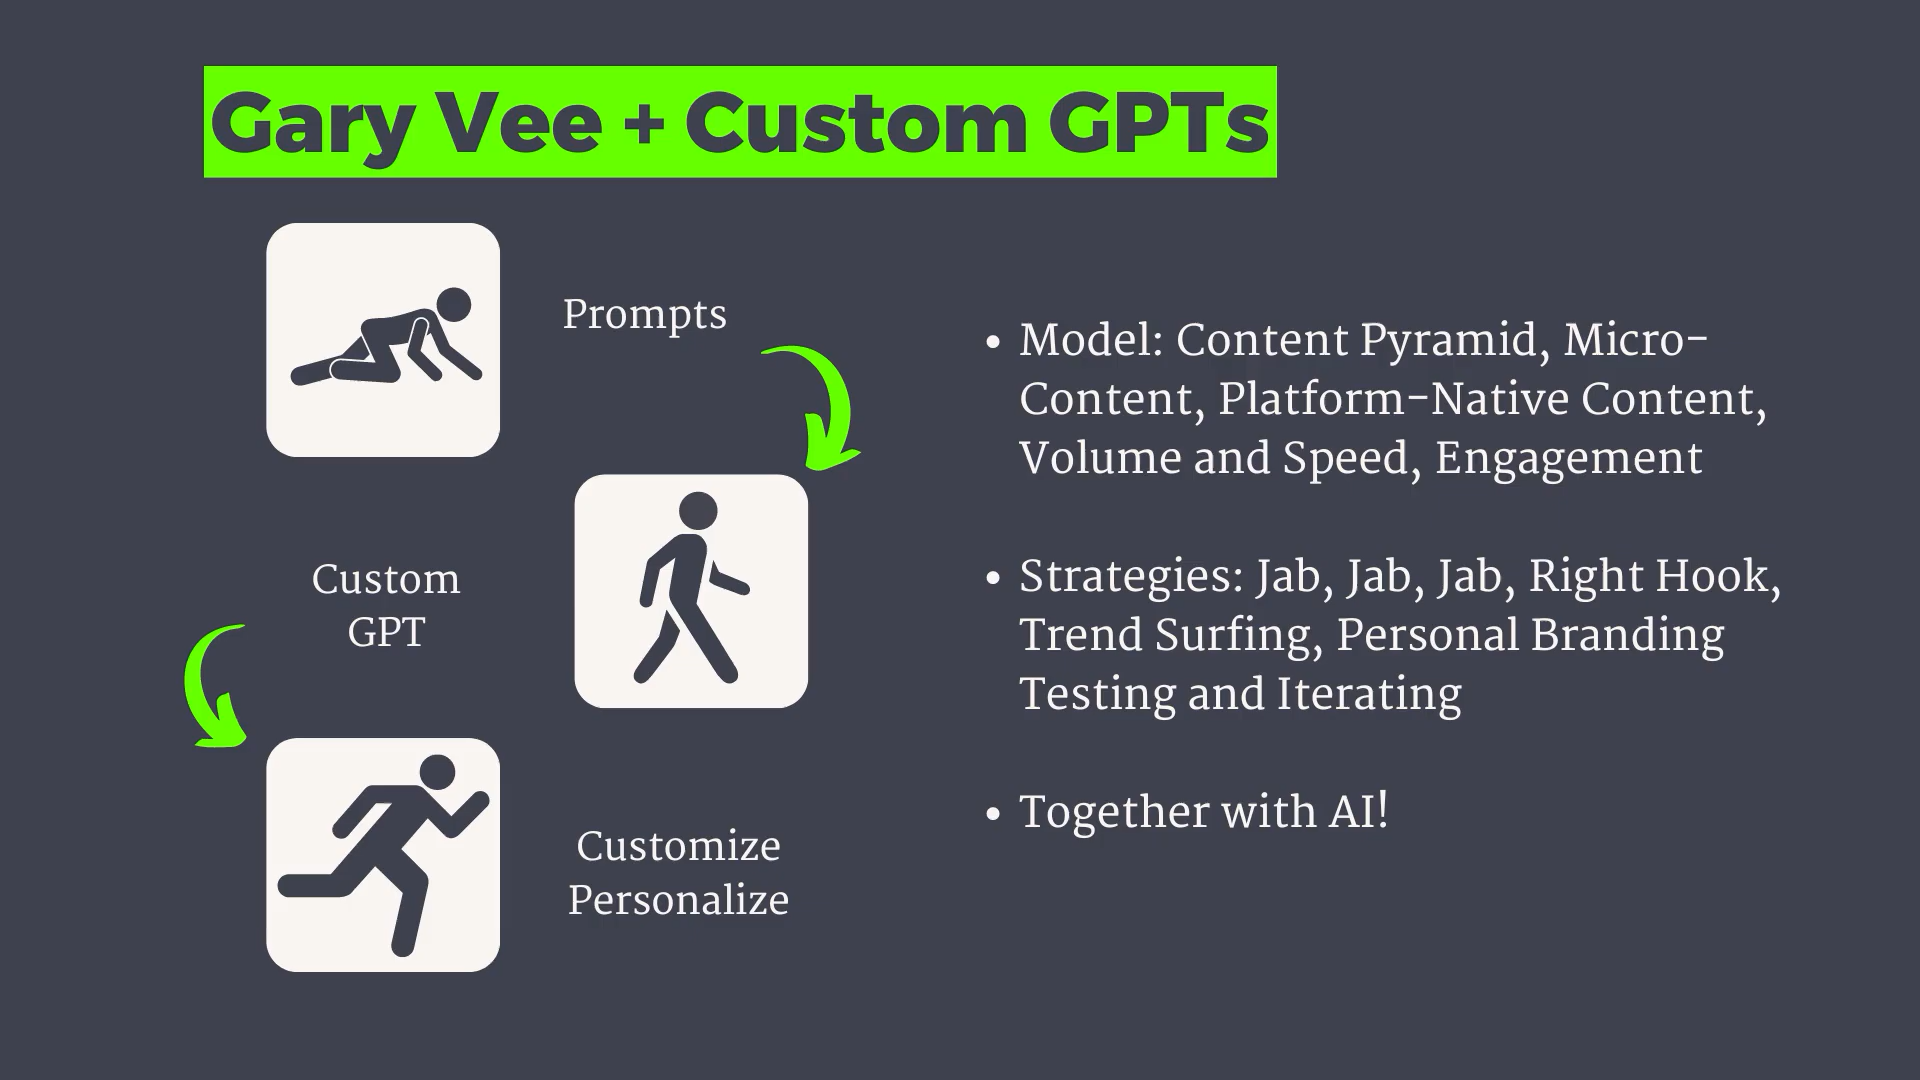 Gary Vee + Custom GPTs
Prompts
Custom
GPT
Customize
Personalize
• Model: Content Pyramid, Micro-
Content, Platform-Native Content,
Volume and Speed, Engagement
• Strategies: Jab, Jab, Jab, Right Hook,
Trend Surfing, Personal Branding
Testing and Iterating
• Together with AI!